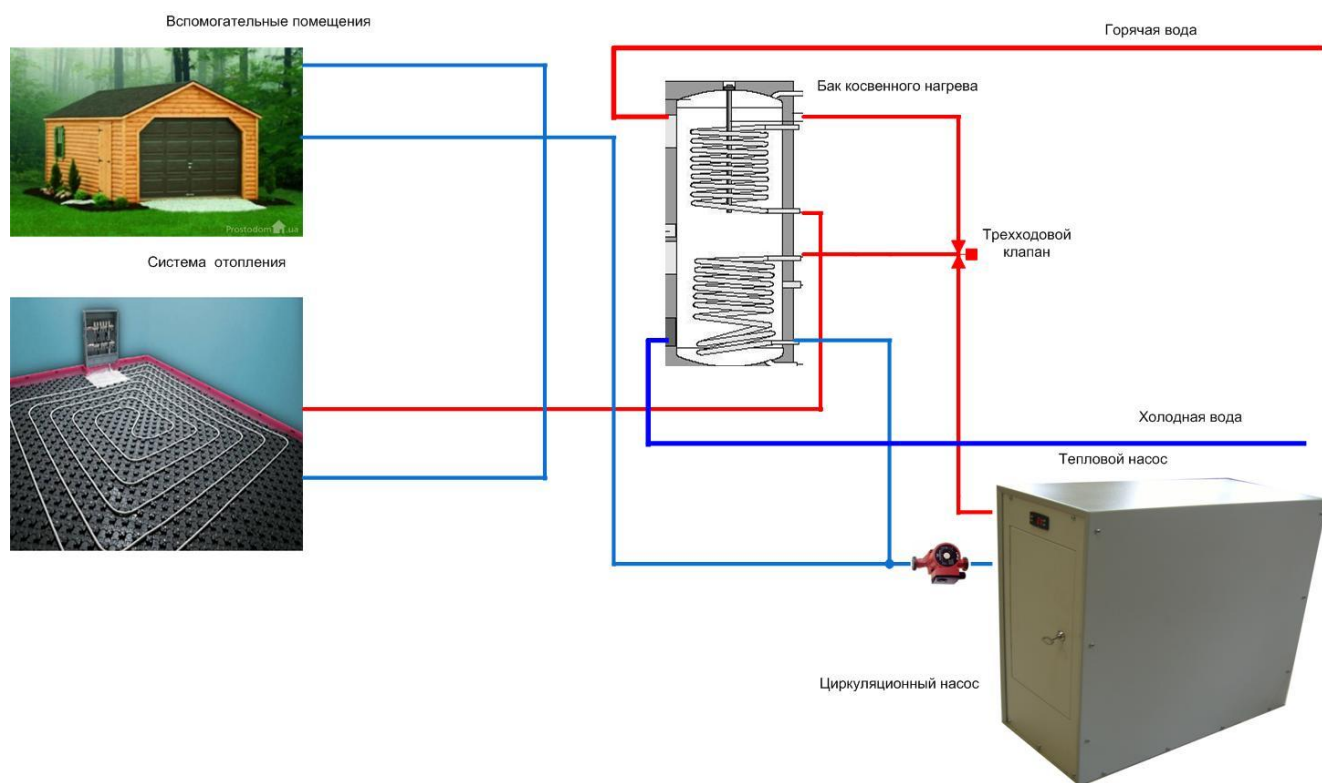 Вспомогательные помещения
Горячая вода
Бак косвенного нагрева
Prostodom.ua
Трехходовой
клапан
Система отопления
Холодная вода
Тепловой насос
Циркуляционный насос